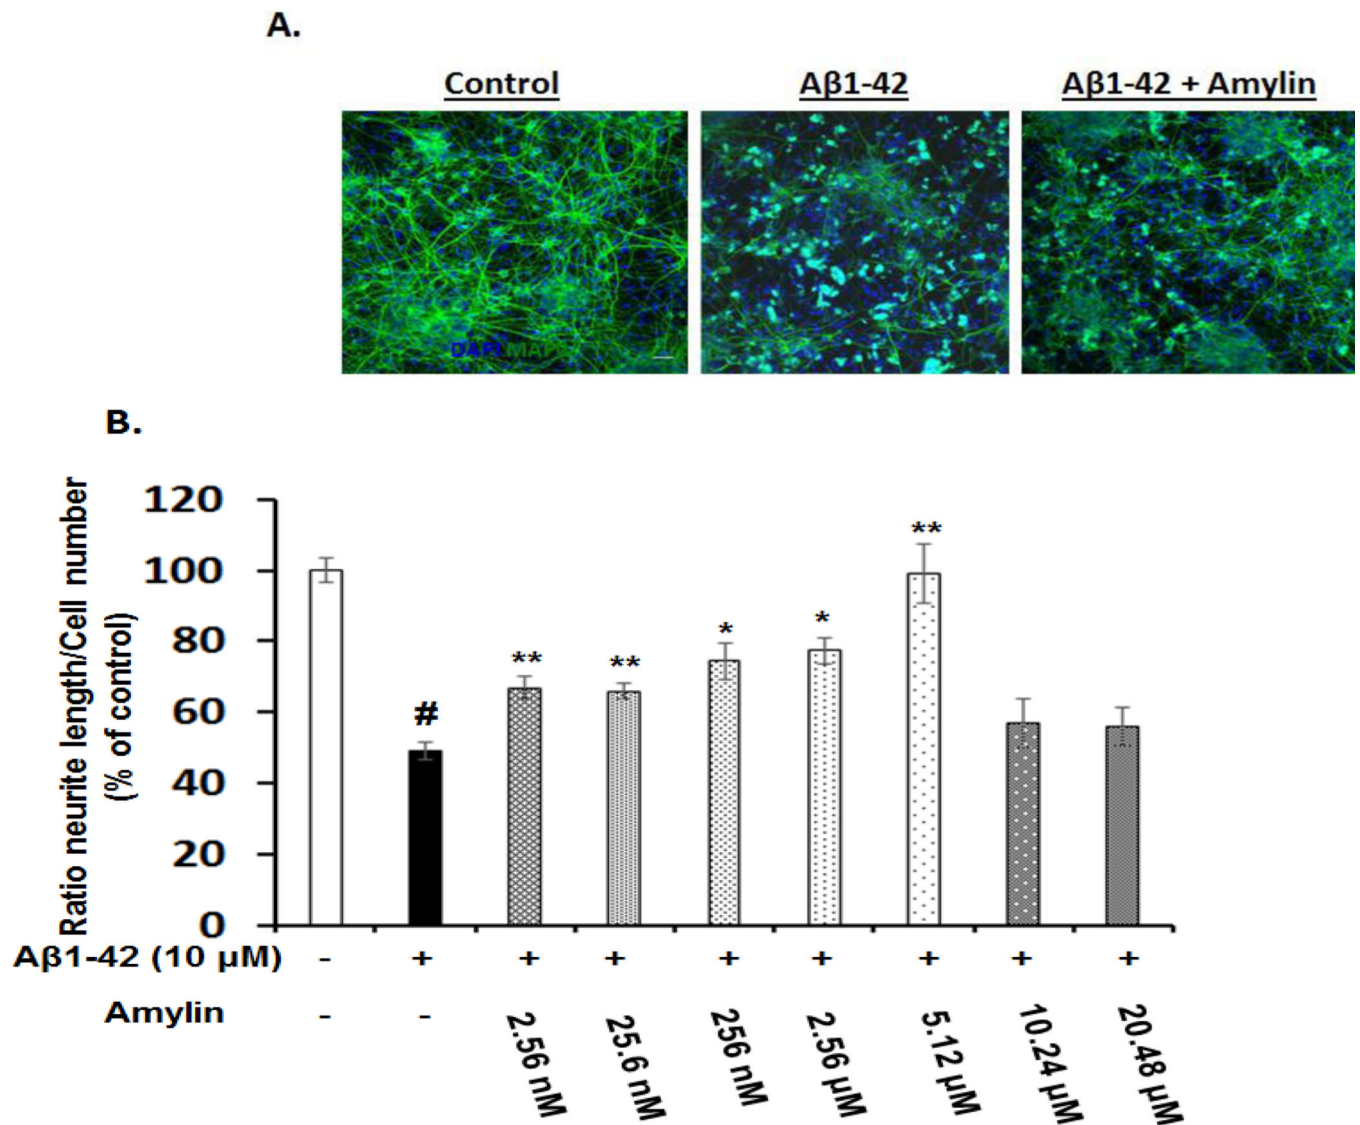 A.
Control
Aβ1-42
Aβ1-42 + Amylin
DAPI
B.
Ratio neurite length/Cell number
(% of control)
120
100
80
60
40
20
0
#
**
**
*
*
**
Aβ1-42 (10 µM) - + + + + + + + +
Amylin - - 2.56 nM 25.6 nM 256 nM 2.56 µM 5.12 µM 10.24 µM 20.48 µM